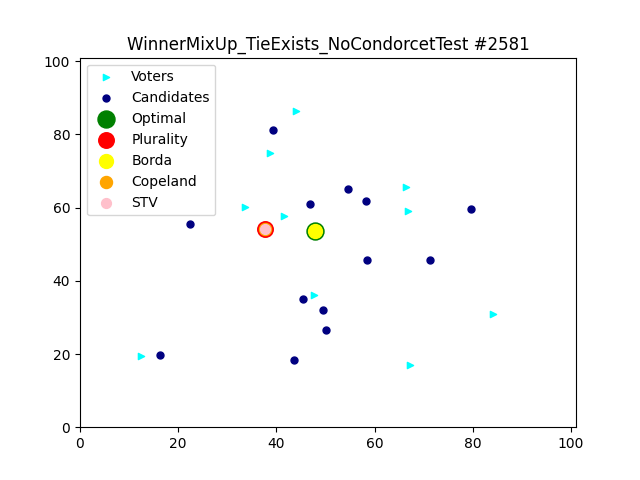 WinnerMixUp_TieExists_NoCondorcetTest #2581
100
80
60
40
20
0
Voters
Candidates
Optimal
Plurality
Borda
Copeland
STV
0 20 40 60 80 100